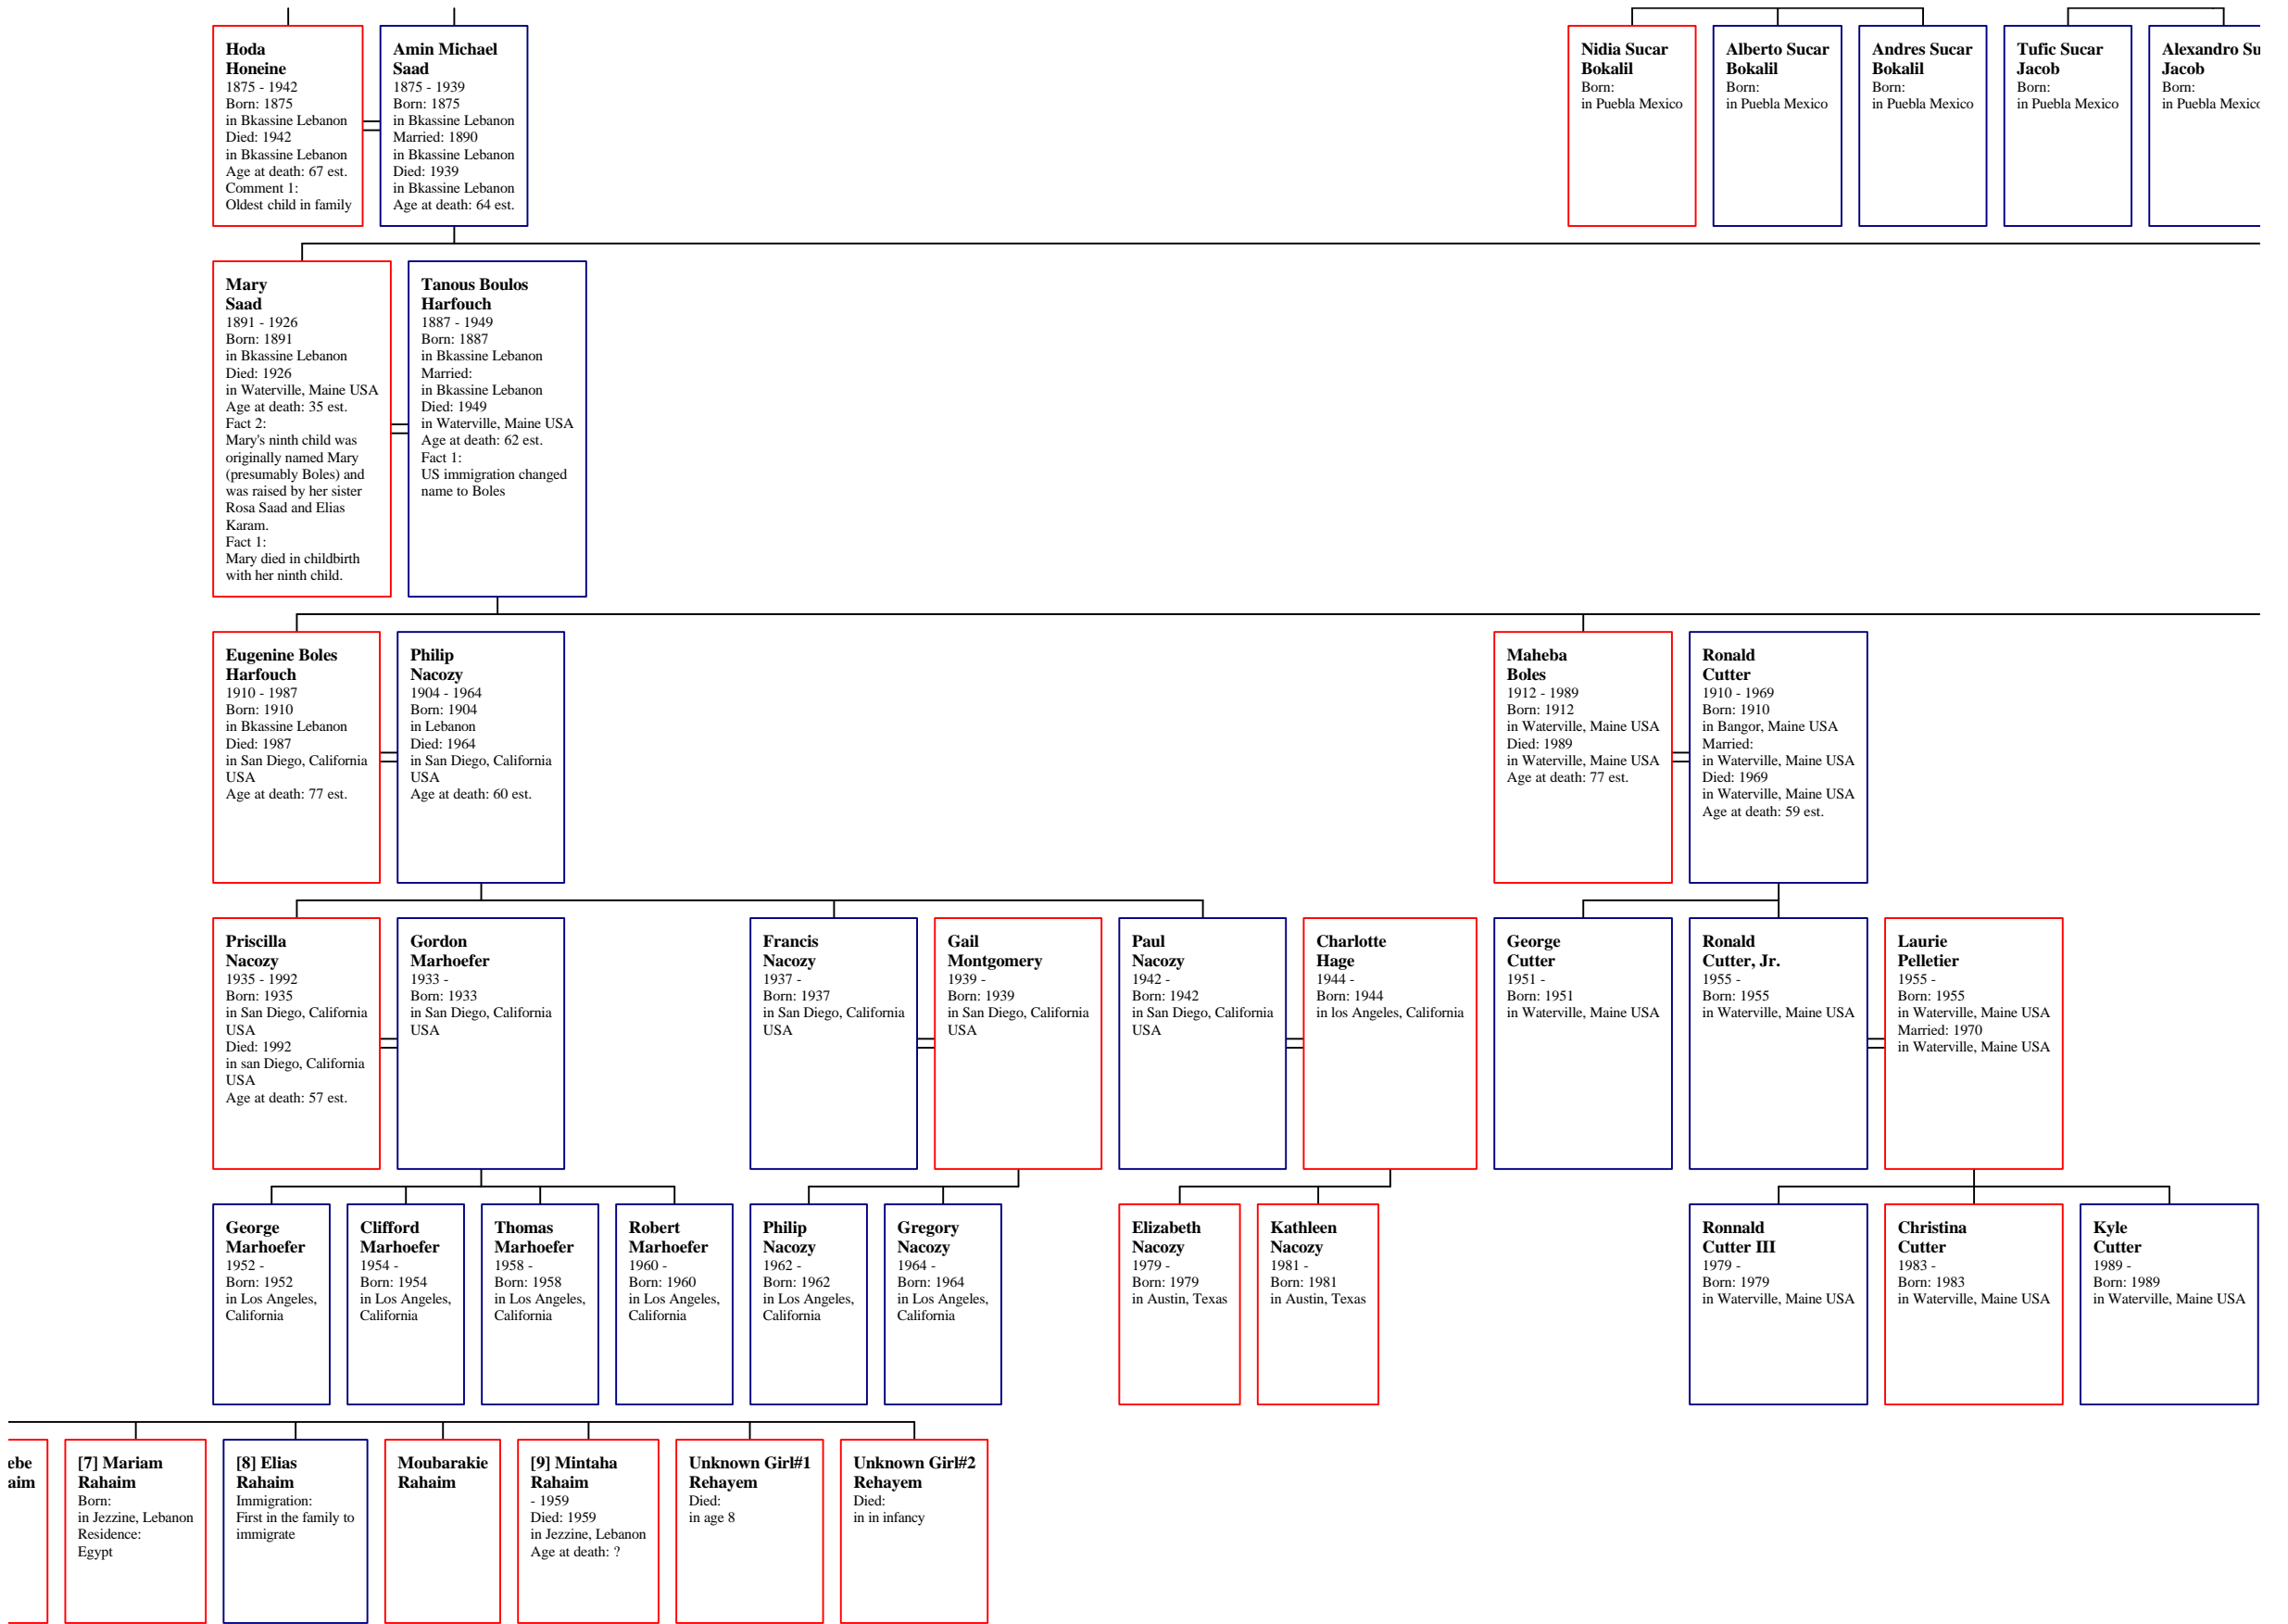 Hoda
Honeine
1875 - 1942
Born: 1875
in Bkassine Lebanon
Died: 1942
in Bkassine Lebanon
Age at death: 67 est.
Comment 1:
Oldest child in family
Amin Michael
Saad
1875 - 1939
Born: 1875
in Bkassine Lebanon
Married: 1890
in Bkassine Lebanon
Died: 1939
in Bkassine Lebanon
Age at death: 64 est.
Nidia Sucar
Bokalil
Born:
in Puebla Mexico
Alberto Sucar
Bokalil
Born:
in Puebla Mexico
Andres Sucar
Bokalil
Born:
in Puebla Mexico
Tufic Sucar
Jacob
Born:
in Puebla Mexico
Alexandro Su
Jacob
Born:
in Puebla Mexico
Mary
Saad
1891 - 1926
Born: 1891
in Bkassine Lebanon
Died: 1926
in Waterville, Maine USA
Age at death: 35 est.
Fact 2:
Mary's ninth child was
originally named Mary
(presumably Boles) and
was raised by her sister
Rosa Saad and Elias
Karam.
Fact 1:
Mary died in childbirth
with her ninth child.
Tanous Boulos
Harfouch
1887 - 1949
Born: 1887
in Bkassine Lebanon
Married:
in Bkassine Lebanon
Died: 1949
in Waterville, Maine USA
Age at death: 62 est.
Fact 1:
US immigration changed
name to Boles
Eugenine Boles
Harfouch
1910 - 1987
Born: 1910
in Bkassine Lebanon
Died: 1987
in San Diego, California
USA
Age at death: 77 est.
Philip
Nacozy
1904 - 1964
Born: 1904
in Lebanon
Died: 1964
in San Diego, California
USA
Age at death: 60 est.
Maheba
Boles
1912 - 1989
Born: 1912
in Waterville, Maine USA
Died: 1989
in Waterville, Maine USA
Age at death: 77 est.
Ronald
Cutter
1910 - 1969
Born: 1910
in Bangor, Maine USA
Married:
in Waterville, Maine USA
Died: 1969
in Waterville, Maine USA
Age at death: 59 est.
Priscilla
Nacozy
1935 - 1992
Born: 1935
in San Diego, California
USA
Died: 1992
in san Diego, California
USA
Age at death: 57 est.
Gordon
Marhoefer
1933 -
Born: 1933
in San Diego, California
USA
Francis
Nacozy
1937 -
Born: 1937
in San Diego, California
USA
Gail
Montgomery
1939 -
Born: 1939
in San Diego, California
USA
Paul
Nacozy
1942 -
Born: 1942
in San Diego, California
USA
Charlotte
Hage
1944 -
Born: 1944
in los Angeles, California
George
Cutter
1951 -
Born: 1951
in Waterville, Maine USA
Ronald
Cutter, Jr.
1955 -
Born: 1955
in Waterville, Maine USA
Laurie
Pelletier
1955 -
Born: 1955
in Waterville, Maine USA
Married: 1970
in Waterville, Maine USA
George
Marhoefer
1952 -
Born: 1952
in Los Angeles,
California
Clifford
Marhoefer
1954 -
Born: 1954
in Los Angeles,
California
Thomas
Marhoefer
1958 -
Born: 1958
in Los Angeles,
California
Robert
Marhoefer
1960 -
Born: 1960
in Los Angeles,
California
Philip
Nacozy
1962 -
Born: 1962
in Los Angeles,
California
Gregory
Nacozy
1964 -
Born: 1964
in Los Angeles,
California
Elizabeth
Nacozy
1979 -
Born: 1979
in Austin, Texas
Kathleen
Nacozy
1981 -
Born: 1981
in Austin, Texas
Ronnald
Cutter III
1979 -
Born: 1979
in Waterville, Maine USA
Christina
Cutter
1983 -
Born: 1983
in Waterville, Maine USA
Kyle
Cutter
1989 -
Born: 1989
in Waterville, Maine USA
ebe
aim
[7] Mariam
Rahaim
Born:
in Jezzine, Lebanon
Residence:
Egypt
[8] Elias
Rahaim
Immigration:
First in the family to
immigrate
Moubarakie
Rahaim
[9] Mintaha
Rahaim
- 1959
Died: 1959
in Jezzine, Lebanon
Age at death: ?
Unknown Girl#1
Rehayem
Died:
in age 8
Unknown Girl#2
Rehayem
Died:
in in infancy